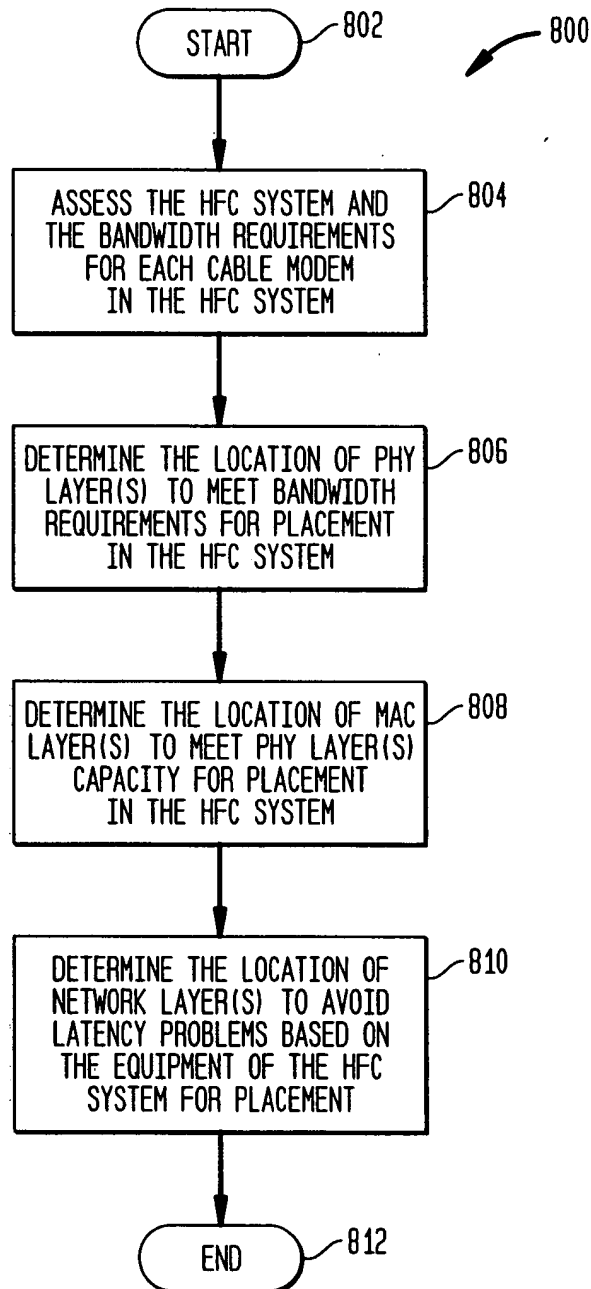 START
802
800
ASSESS THE HFC SYSTEM AND
THE BANDWIDTH REQUIREMENTS
FOR EACH CABLE MODEM
IN THE HFC SYSTEM
804
DETERMINE THE LOCATION OF PHY
LAYER(S) TO MEET BANDWIDTH
REQUIREMENTS FOR PLACEMENT
IN THE HFC SYSTEM
806
DETERMINE THE LOCATION OF MAC
LAYER(S) TO MEET PHY LAYER(S)
CAPACITY FOR PLACEMENT
IN THE HFC SYSTEM
808
DETERMINE THE LOCATION OF
NETWORK LAYER(S) TO AVOID
LATENCY PROBLEMS BASED ON
THE EQUIPMENT OF THE HFC
SYSTEM FOR PLACEMENT
810
END
812